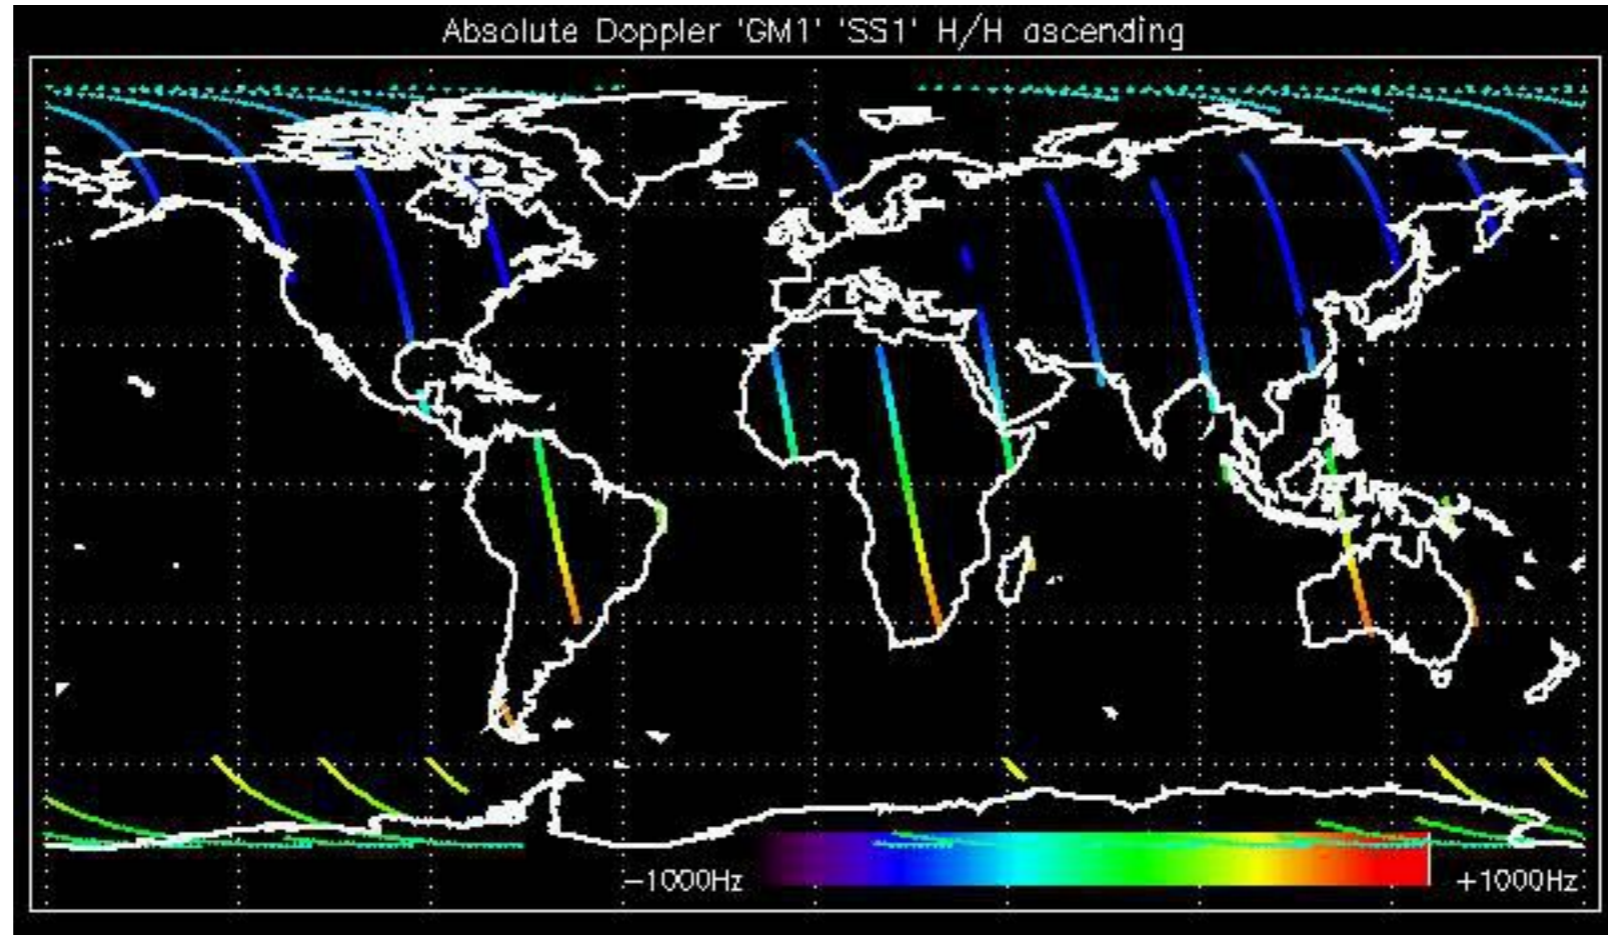 Absolute Doppler 'GM1' 'SS1' H/H ascending
−1000Hz
+1000Hz